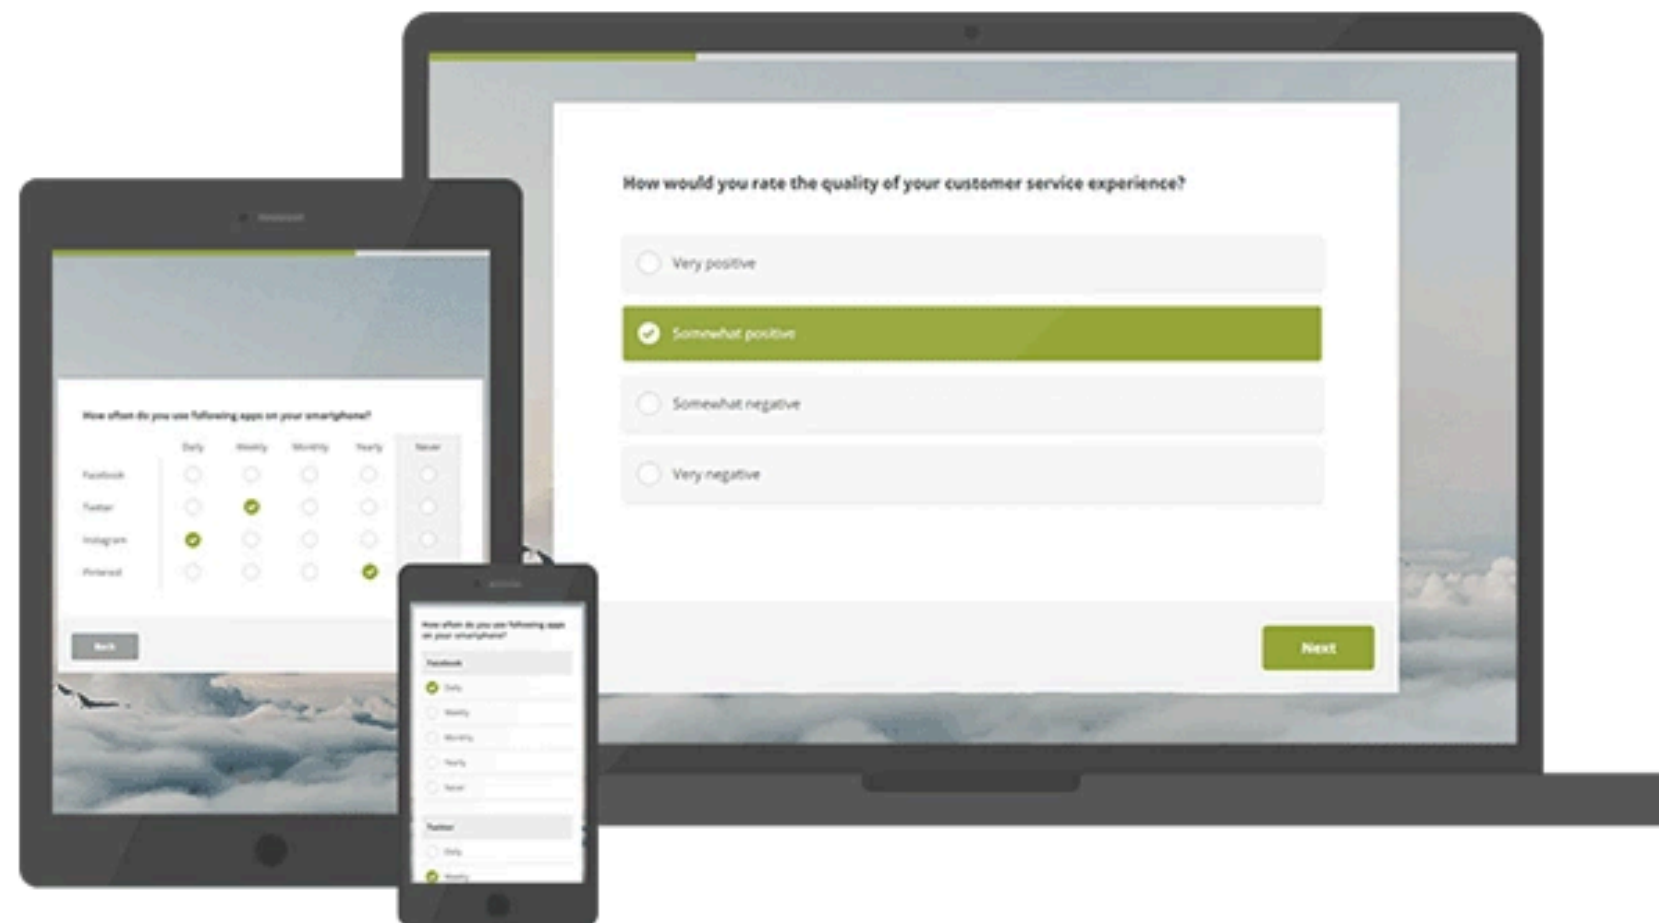 How would you rate the quality of your customer service experience?
Very positive
Somewhat positive
Somewhat negative
Very negative
Next
How often do you use following apps on your smartphone?
Daily Weekly Monthly Yearly Never
Facebook
Twitter
Instagram
Pinterest
Back
How often do you use following apps
on your smartphone?
Facebook
Daily
Weekly
Monthly
Yearly
Never
Twitter
Daily
Weekly